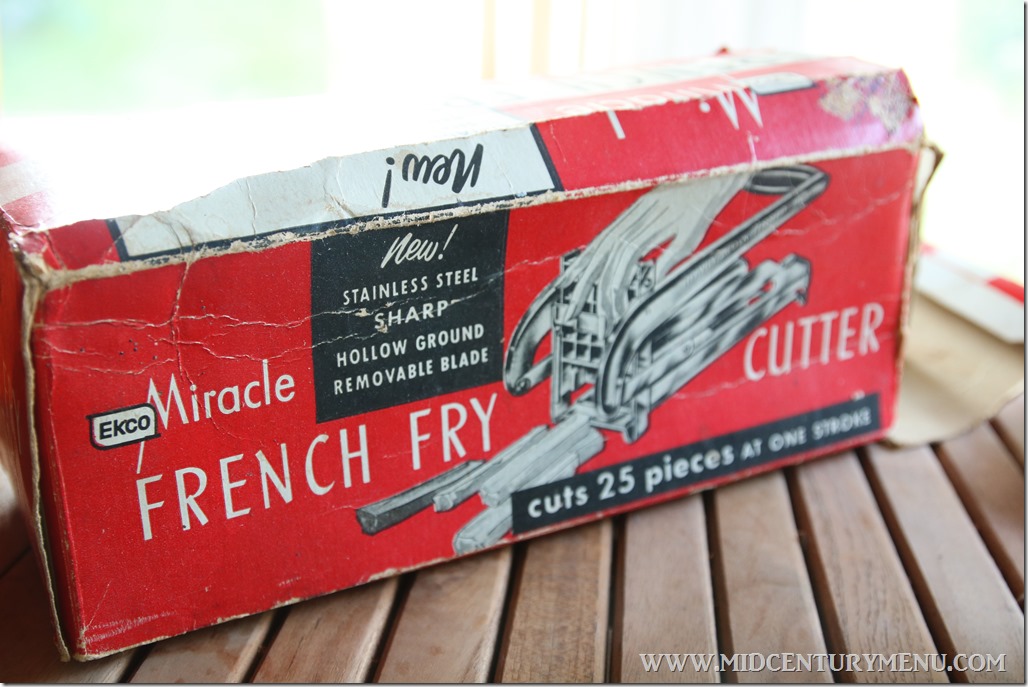 Miracle
New!
New!
STAINLESS STEEL
SHARP
HOLLOW GROUND
REMOVABLE BLADE
EKCO Miracle
FRENCH FRY CUTTER
cuts 25 pieces AT ONE STROKE
WWW.MIDCENTURYMENU.COM